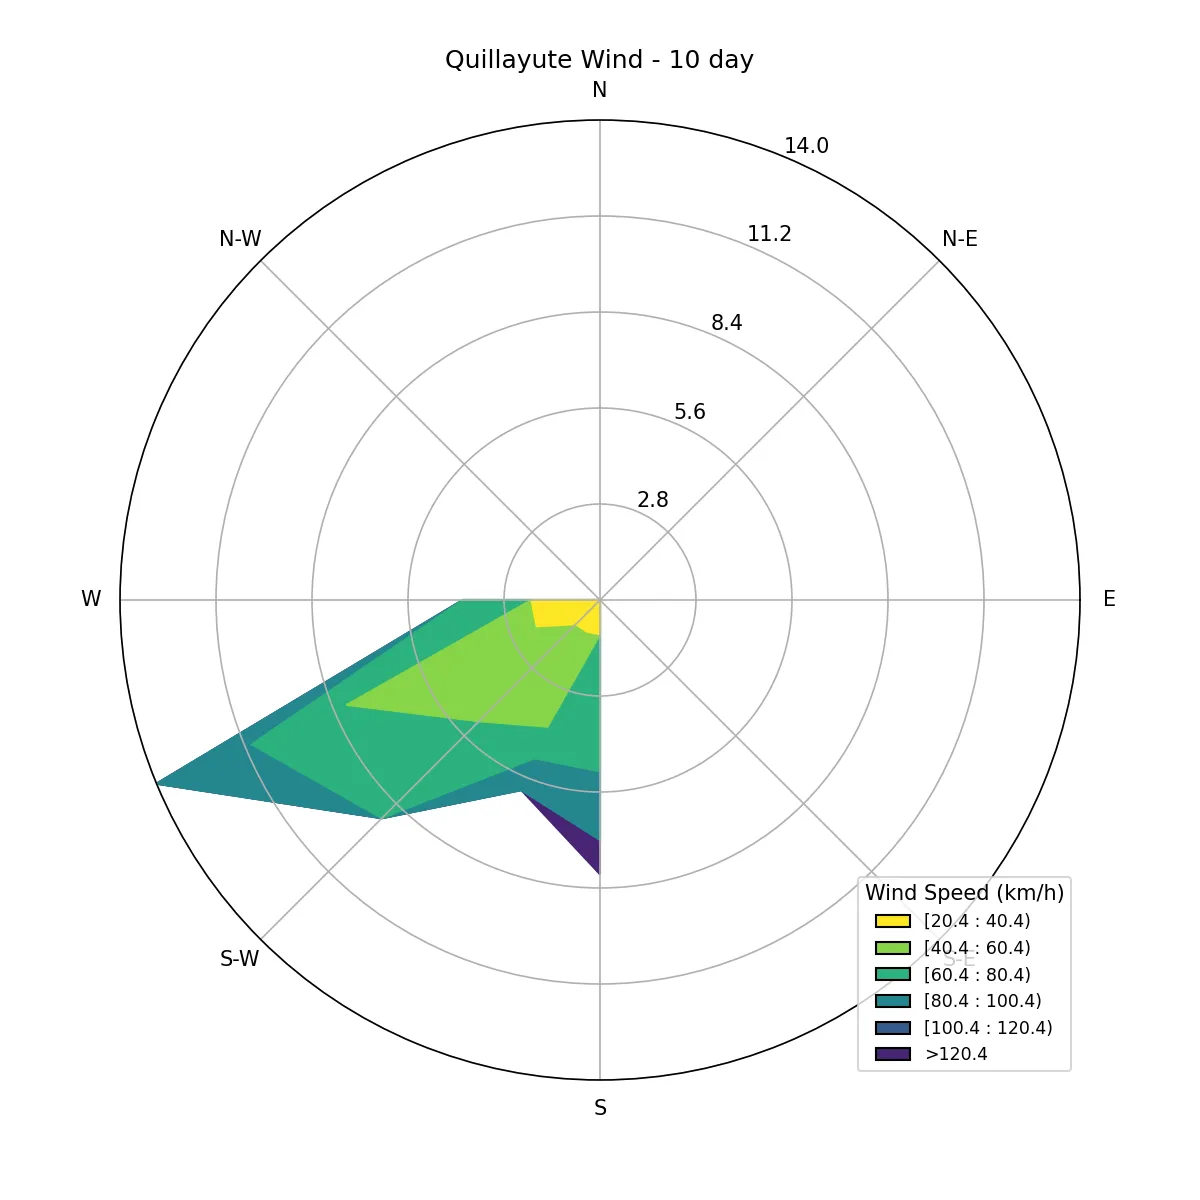 Quillayute Wind - 10 day
N
14.0
11.2
N-W
N-E
8.4
5.6
2.8
W
E
Wind Speed (km/h)
[20.4 : 40.4)
[40.4 : 60.4)
S-W
S-E
[60.4 : 80.4)
[80.4 : 100.4)
[100.4 : 120.4)
>120.4
S